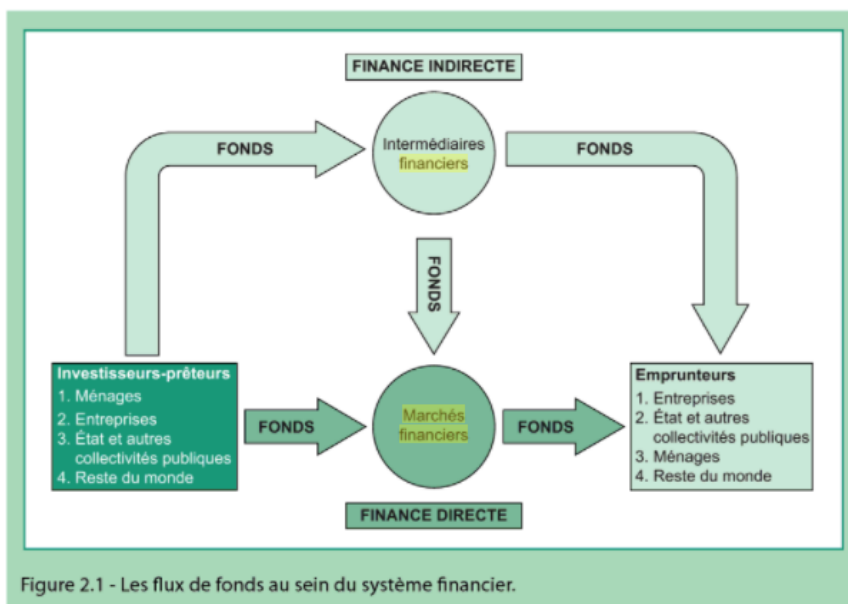 FINANCE INDIRECTE
FONDS
Intermédiaires
financiers
FONDS
FONDS
Investisseurs-prêteurs
1. Ménages
2. Entreprises
3. État et autres
collectivités publiques
4. Reste du monde
FONDS
Marchés
financiers
FONDS
Emprunteurs
1. Entreprises
2. État et autres
collectivités publiques
3. Ménages
4. Reste du monde
FINANCE DIRECTE
Figure 2.1 - Les flux de fonds au sein du système financier.